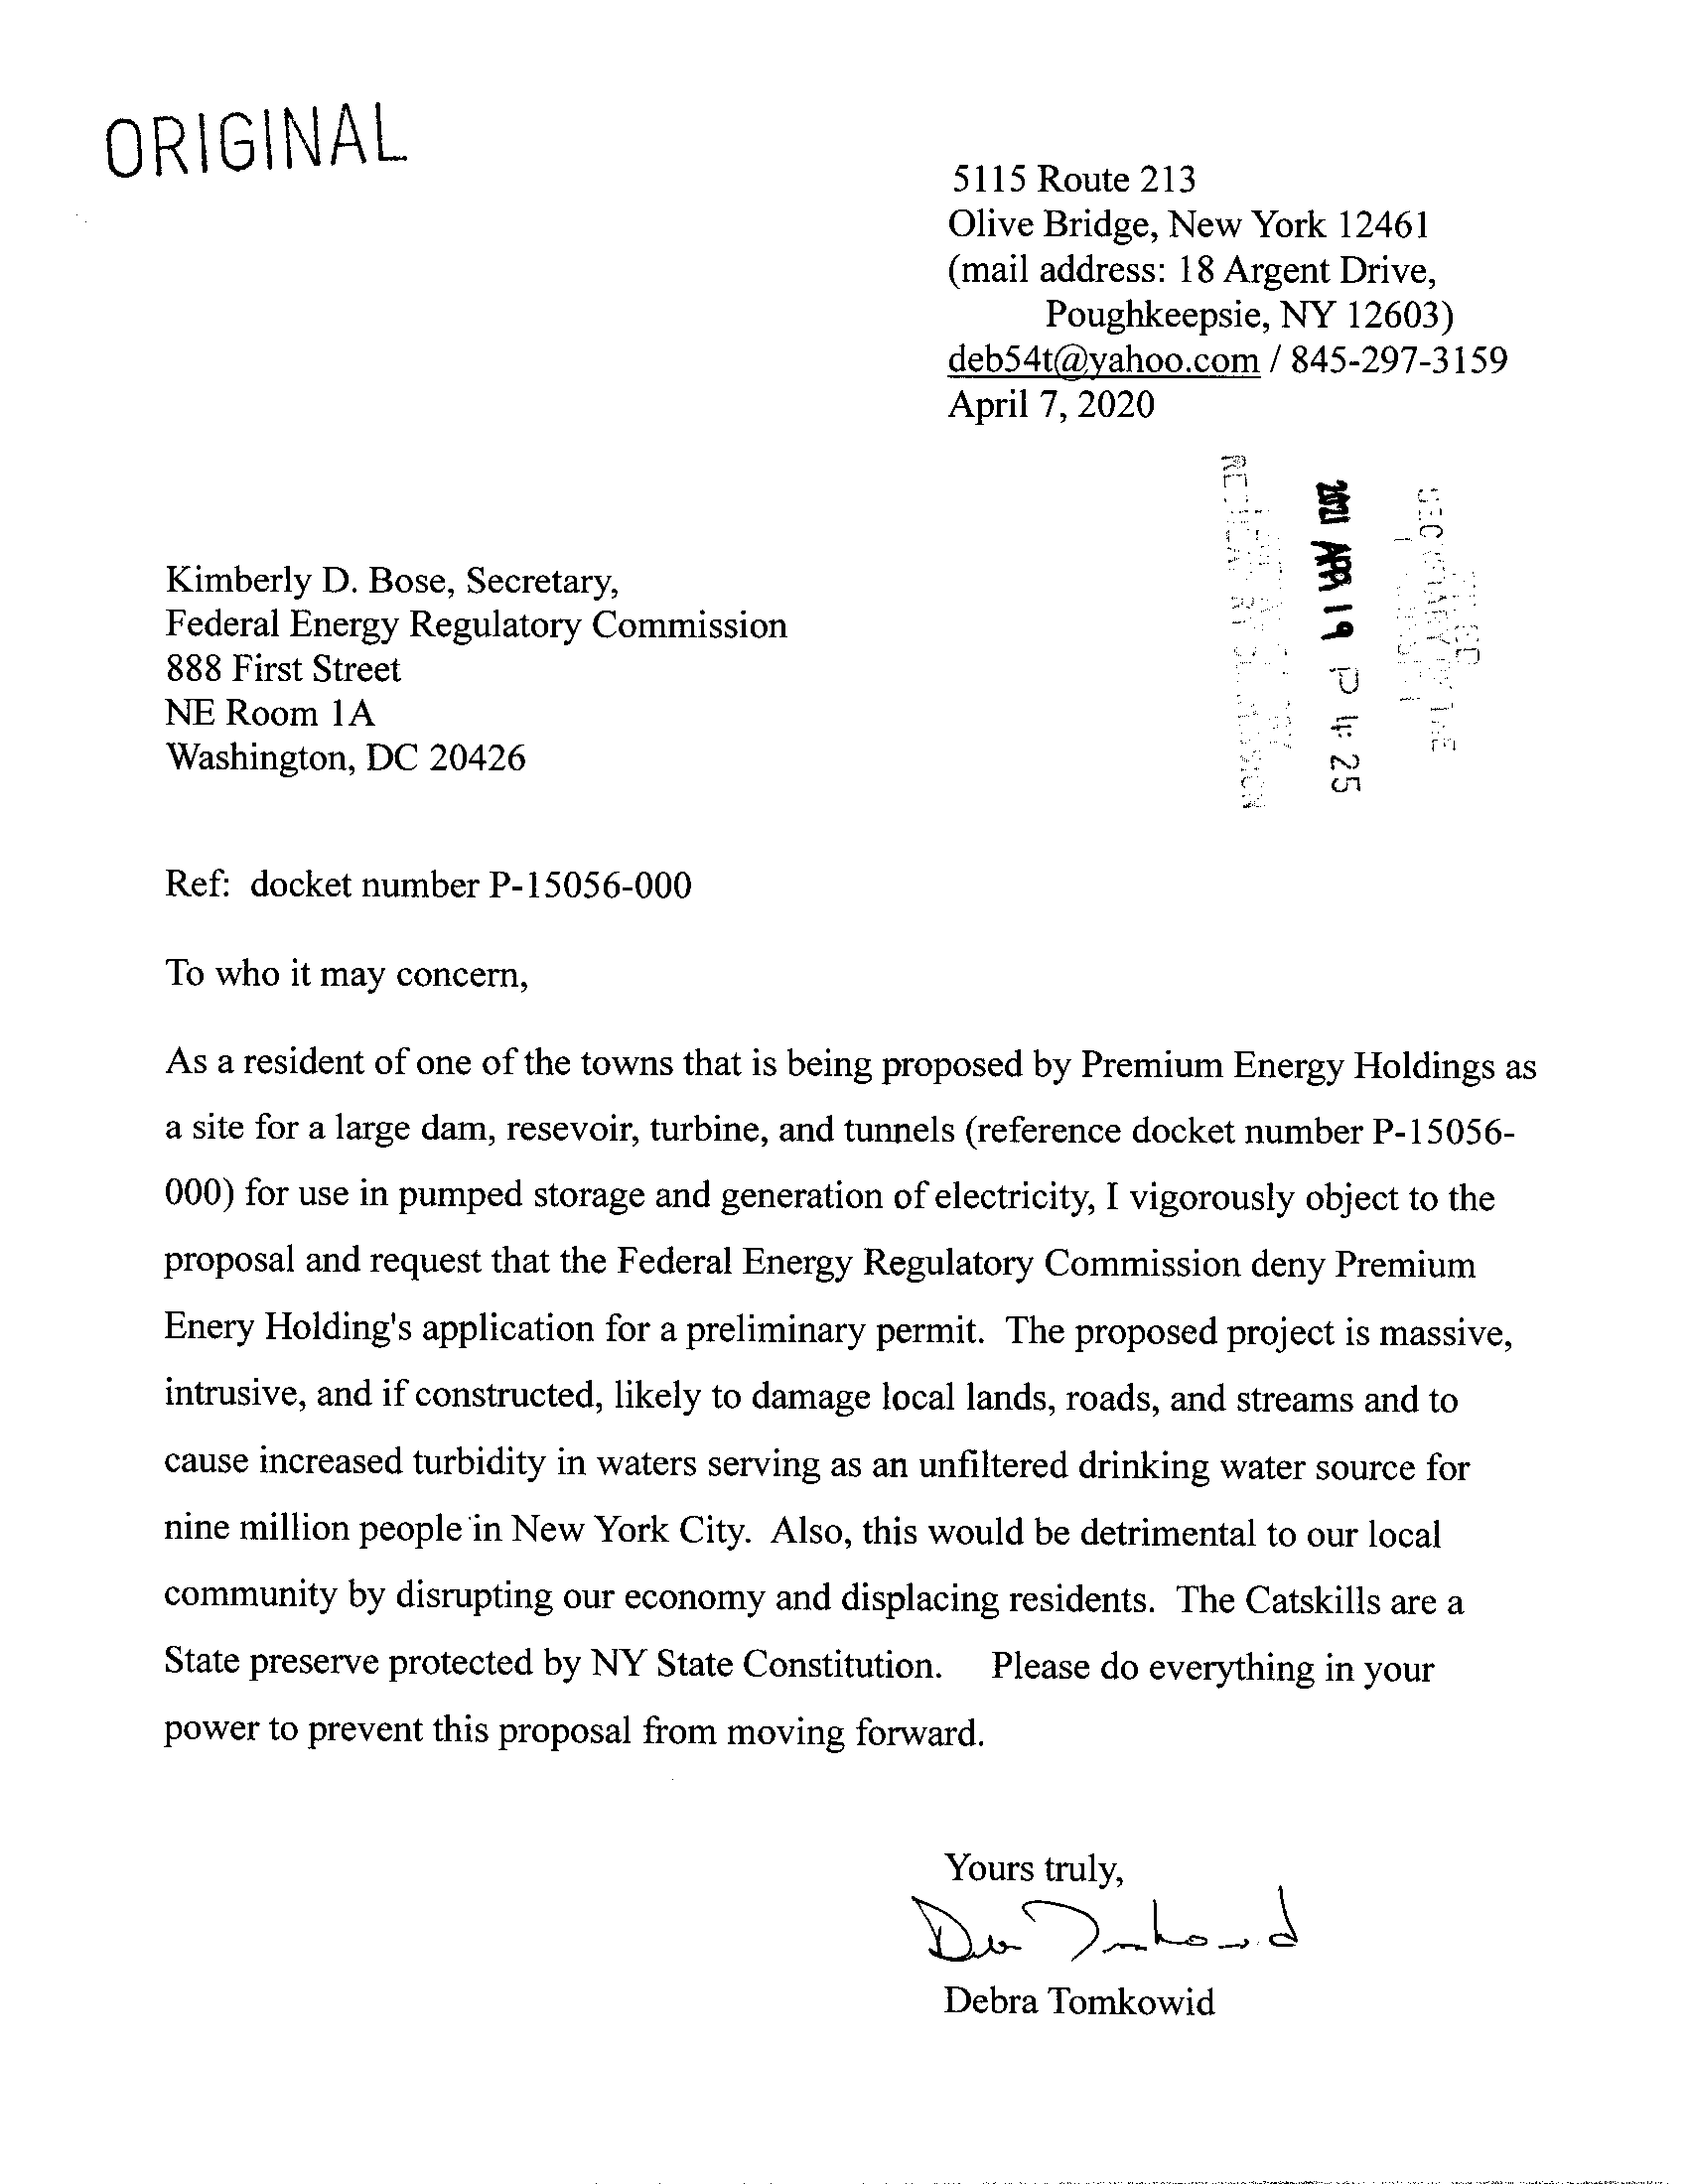 ORIGINAL
5115 Route 213
Olive Bridge, New York 12461
(mail address: 18 Argent Drive,
Poughkeepsie, NY 12603)
deb54t@yahoo.com / 845-297-3159
April 7, 2020
2021 APR 19 P 4: 25
Kimberly D. Bose, Secretary,
Federal Energy Regulatory Commission
888 First Street
NE Room 1A
Washington, DC 20426
Ref: docket number P-15056-000
To who it may concern,
As a resident of one of the towns that is being proposed by Premium Energy Holdings as
a site for a large dam, resevoir, turbine, and tunnels (reference docket number P-15056-
000) for use in pumped storage and generation of electricity, I vigorously object to the
proposal and request that the Federal Energy Regulatory Commission deny Premium
Enery Holding's application for a preliminary permit. The proposed project is massive,
intrusive, and if constructed, likely to damage local lands, roads, and streams and to
cause increased turbidity in waters serving as an unfiltered drinking water source for
nine million people in New York City. Also, this would be detrimental to our local
community by disrupting our economy and displacing residents. The Catskills are a
State preserve protected by NY State Constitution. Please do everything in your
power to prevent this proposal from moving forward.
Yours truly,
Debra Tomkowid